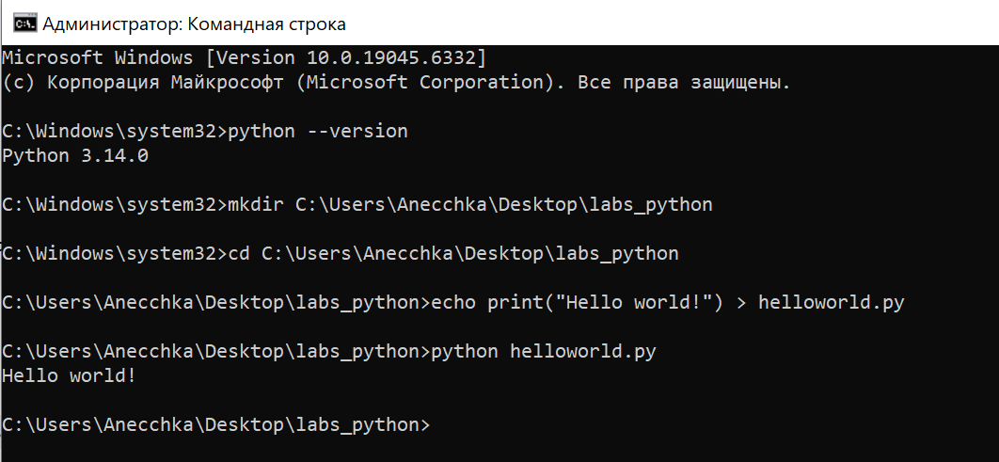 Администратор: Командная строка
Microsoft Windows [Version 10.0.19045.6332]
(c) Корпорация Майкрософт (Microsoft Corporation). Все права защищены.
C:\Windows\system32>python --version
Python 3.14.0
C:\Windows\system32>mkdir C:\Users\Anecchka\Desktop\labs_python
C:\Windows\system32>cd C:\Users\Anecchka\Desktop\labs_python
C:\Users\Anecchka\Desktop\labs_python>echo print("Hello world!") > helloworld.py
C:\Users\Anecchka\Desktop\labs_python>python helloworld.py
Hello world!
C:\Users\Anecchka\Desktop\labs_python>